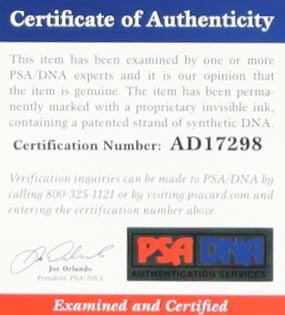 Certificate of Authenticity
This item has been examined by one or more
PSA/DNA experts and it is our opinion that
the item is genuine. The item has been perma-
nently marked with a proprietary invisible ink,
containing a patented strand of synthetic DNA.
Certification Number: AD17298
Verification inquiries can be made to PSA/DNA by
calling 800-325-1121 or by visiting psacard.com and
entering the certification number above.
Joe Orlando
President, PSA/DNA
PSA DNA
AUTHENTICATION SERVICES
Examined and Certified